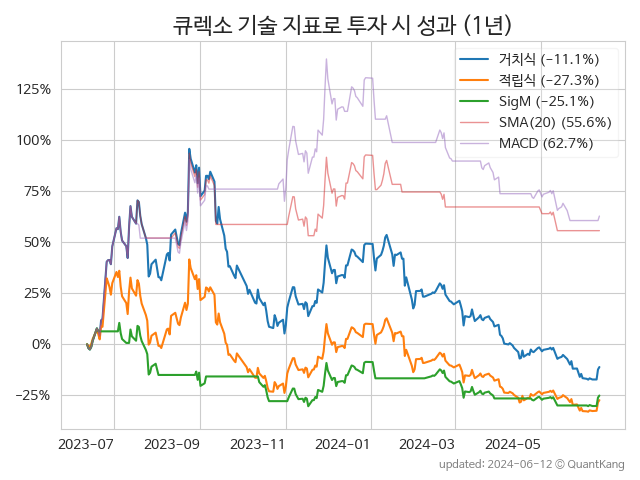 큐렉소 기술 지표로 투자 시 성과 (1년)
거치식 (−11.1%)
적립식 (−27.3%)
SigM (−25.1%)
SMA(20) (55.6%)
MACD (62.7%)
125%
100%
75%
50%
25%
0%
−25%
2023-07
2023-09
2023-11
2024-01
2024-03
2024-05
updated: 2024-06-12 © QuantKang